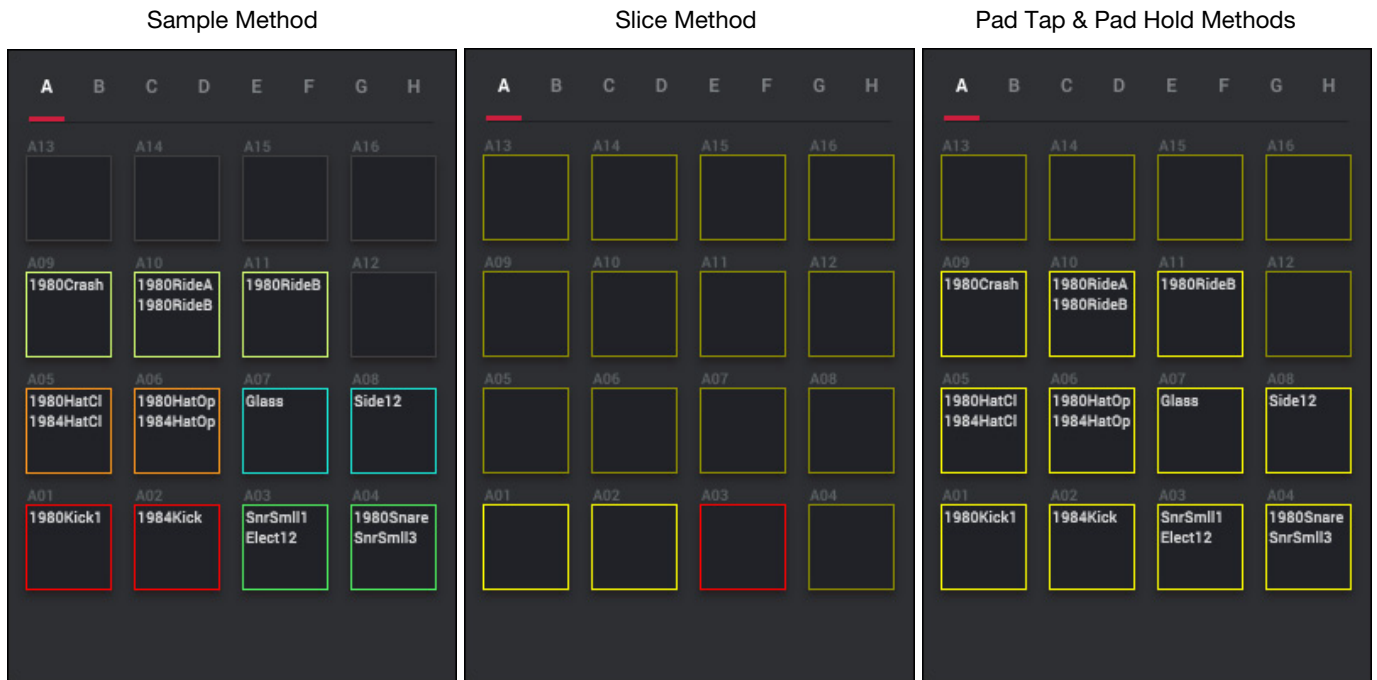 Sample Method
A B C D E F G H
A13 A14 A15 A16
A09 A10 A11 A12
1980Crash 1980RideA 1980RideB
1980RideB
A05 A06 A07 A08
1980HatCl 1980HatOp Glass Side12
1984HatCl 1984HatOp
A01 A02 A03 A04
1980Kick1 1984Kick SnrSmll1 1980Snare
Elect12 SnrSmll3
Slice Method
A B C D E F G H
A13 A14 A15 A16
A09 A10 A11 A12
A05 A06 A07 A08
A01 A02 A03 A04
Pad Tap & Pad Hold Methods
A B C D E F G H
A13 A14 A15 A16
A09 A10 A11 A12
1980Crash 1980RideA 1980RideB
1980RideB
A05 A06 A07 A08
1980HatCl 1980HatOp Glass Side12
1984HatCl 1984HatOp
A01 A02 A03 A04
1980Kick1 1984Kick SnrSmll1 1980Snare
Elect12 SnrSmll3